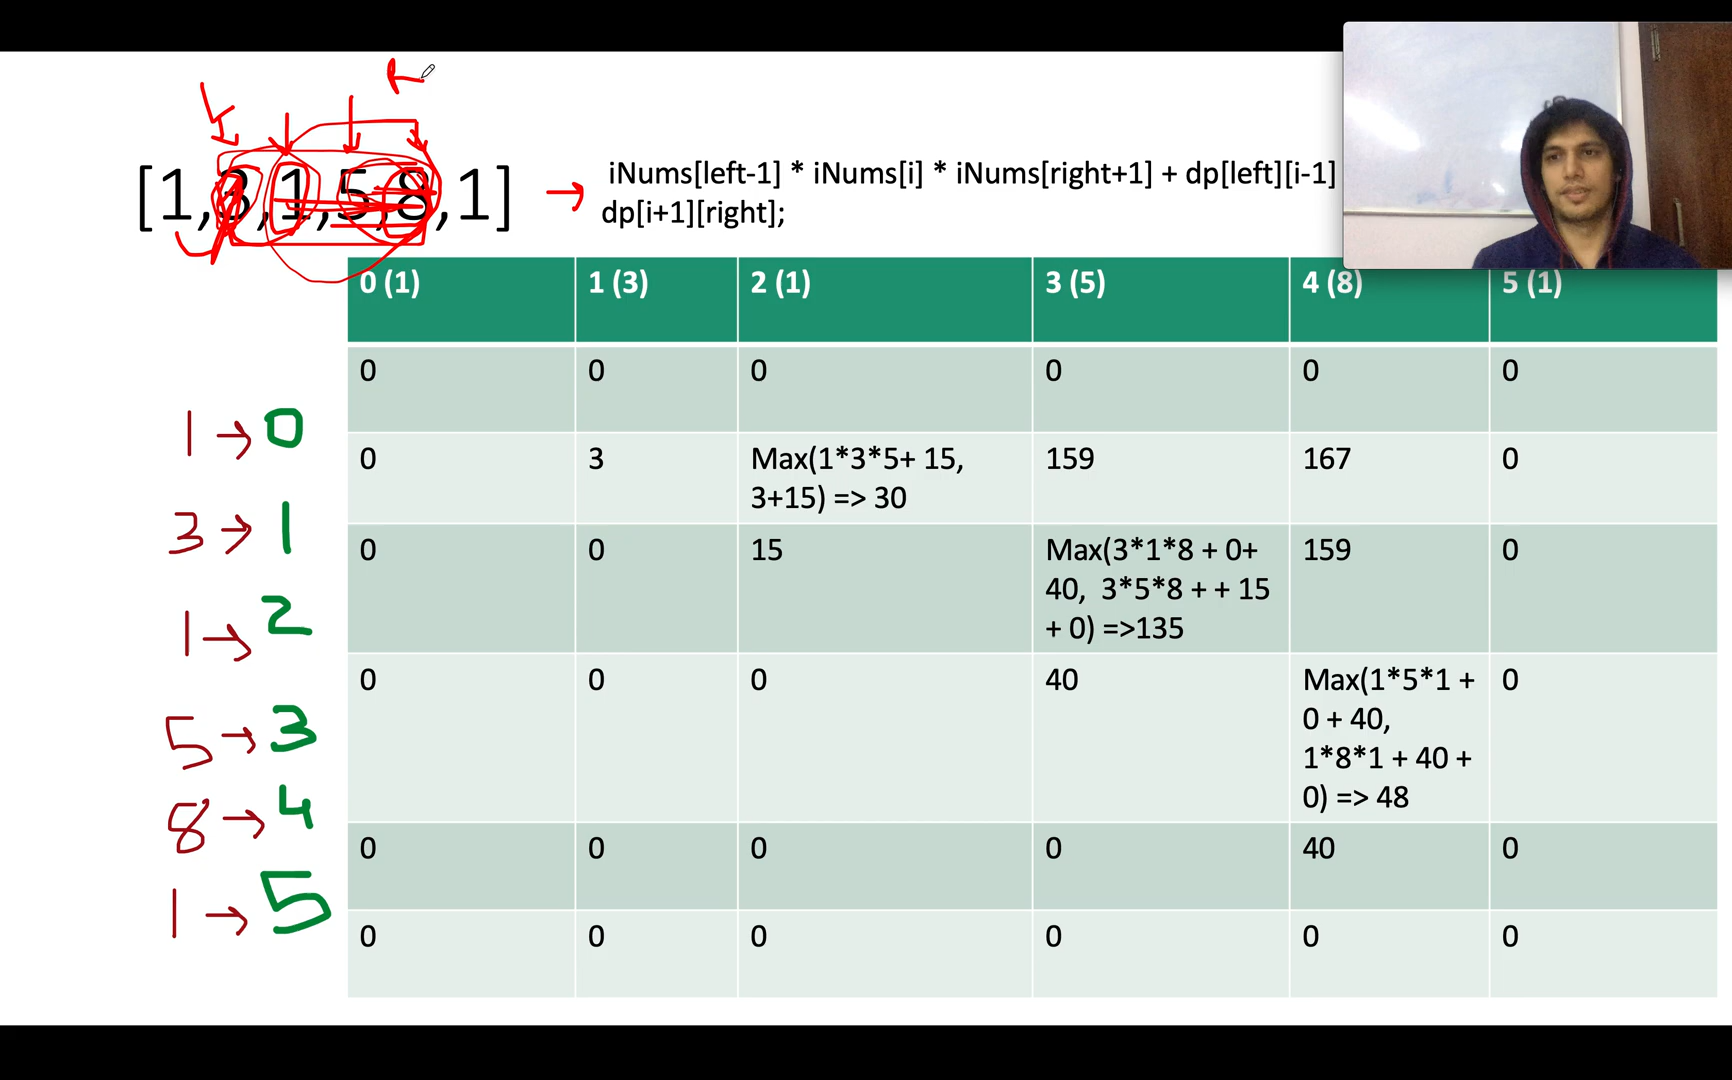 [1,3,1,5,8,1]
iNums[left-1] * iNums[i] * iNums[right+1] + dp[left][i-1]
dp[i+1][right];
L
R
0 (1) 1 (3) 2 (1) 3 (5) 4 (8) 5 (1)
0 0 0 0 0 0
1 → 0
0 3 Max(1*3*5+ 15, 159 167 0
3+15) => 30
3 → 1
0 0 15 Max(3*1*8 + 0+ 159 0
40, 3*5*8 + + 15
+ 0) =>135
1 → 2
0 0 0 40 Max(1*5*1 + 0
0 + 40,
1*8*1 + 40 +
0) => 48
5 → 3
8 → 4
0 0 0 0 40 0
1 → 5
0 0 0 0 0 0